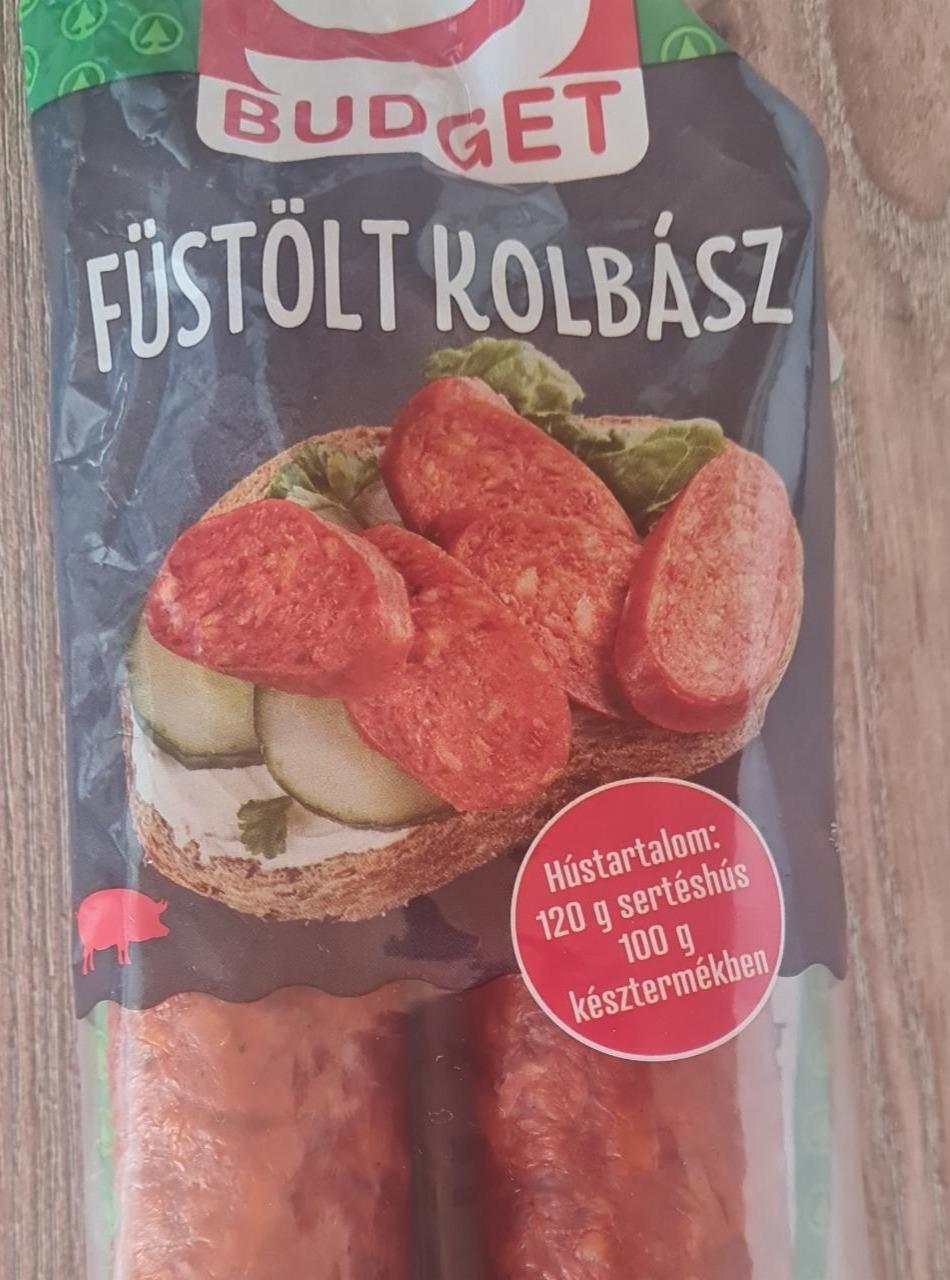 BUDGET
FÜSTÖLT KOLBÁSZ
Hústartalom:
120 g sertéshús
100 g
késztermékben